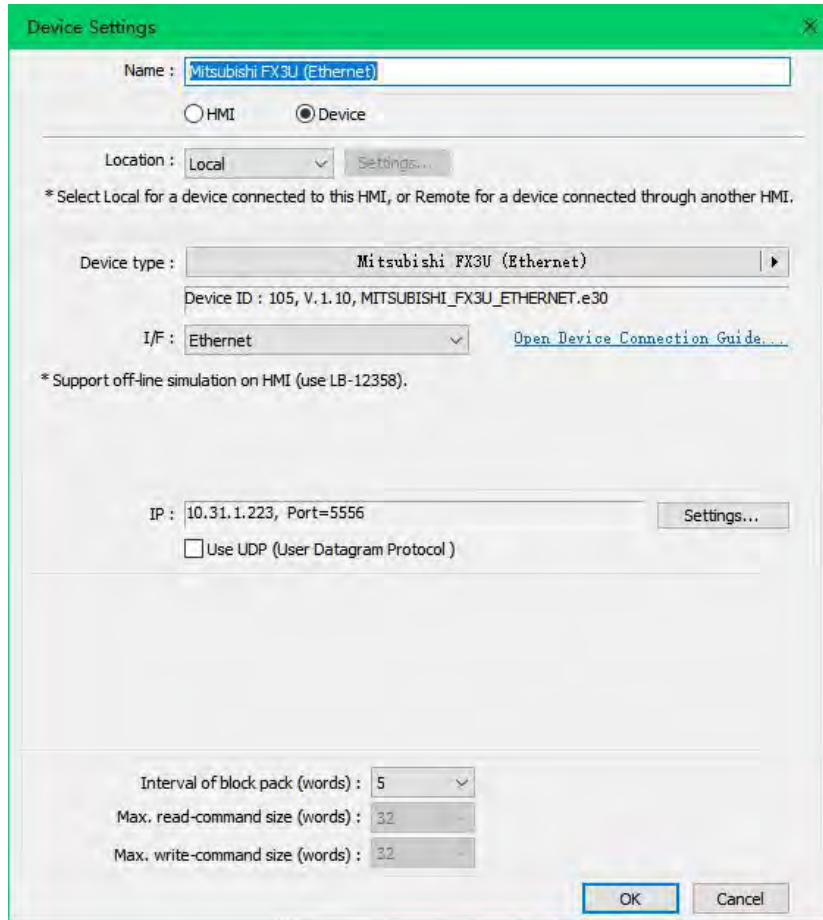 Device Settings
Name : Mitsubishi FX3U (Ethernet)
HMI Device
Location : Local Settings...
* Select Local for a device connected to this HMI, or Remote for a device connected through another HMI.
Device type : Mitsubishi FX3U (Ethernet)
Device ID : 105, V.1.10, MITSUBISHI_FX3U_ETHERNET.e30
I/F : Ethernet Open Device Connection Guide...
* Support off-line simulation on HMI (use LB-12358).
IP : 10.31.1.223, Port=5556 Settings...
Use UDP (User Datagram Protocol )
Interval of block pack (words) : 5
Max. read-command size (words) : 32
Max. write-command size (words) : 32
OK Cancel